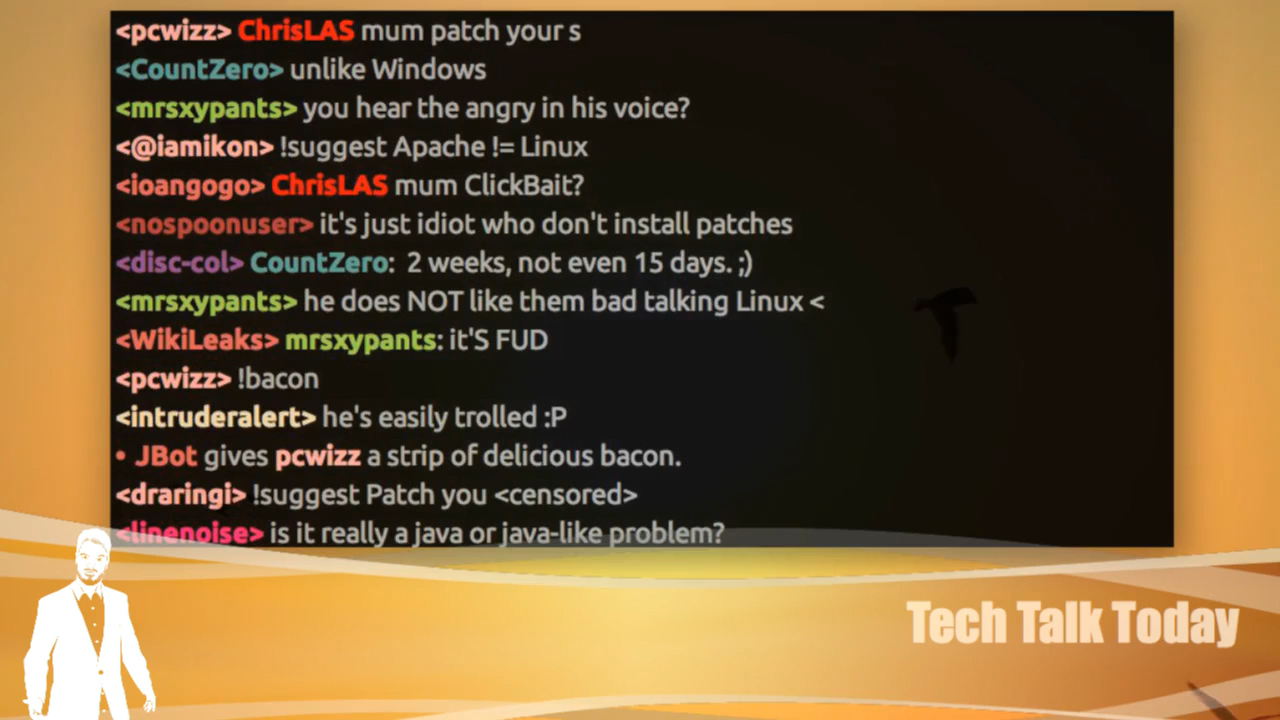 <pcwizz> ChrisLAS mum patch your s
<CountZero> unlike Windows
<mrsxypants> you hear the angry in his voice?
<@iamikon> !suggest Apache != Linux
<ioangogo> ChrisLAS mum ClickBait?
<nospoonuser> it's just idiot who don't install patches
<disc-col> CountZero:  2 weeks, not even 15 days. ;)
<mrsxypants> he does NOT like them bad talking Linux <
<WikiLeaks> mrsxypants: it'S FUD
<pcwizz> !bacon
<intruderalert> he's easily trolled :P
• JBot gives pcwizz a strip of delicious bacon.
<draringi> !suggest Patch you <censored>
<linenoise> is it really a java or java-like problem?
Tech Talk Today